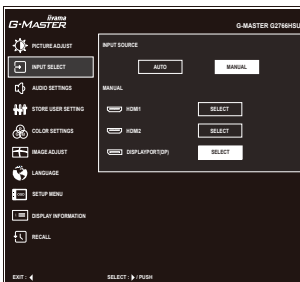 iiyama
G-MASTER
G-MASTER G2766HSU
PICTURE ADJUST
INPUT SELECT
AUDIO SETTINGS
STORE USER SETTING
COLOR SETTINGS
IMAGE ADJUST
LANGUAGE
OSD
SETUP MENU
DISPLAY INFORMATION
RECALL
INPUT SOURCE
AUTO
MANUAL
MANUAL
HDMI1
SELECT
HDMI2
SELECT
DISPLAYPORT(DP)
SELECT
EXIT :
SELECT : / PUSH